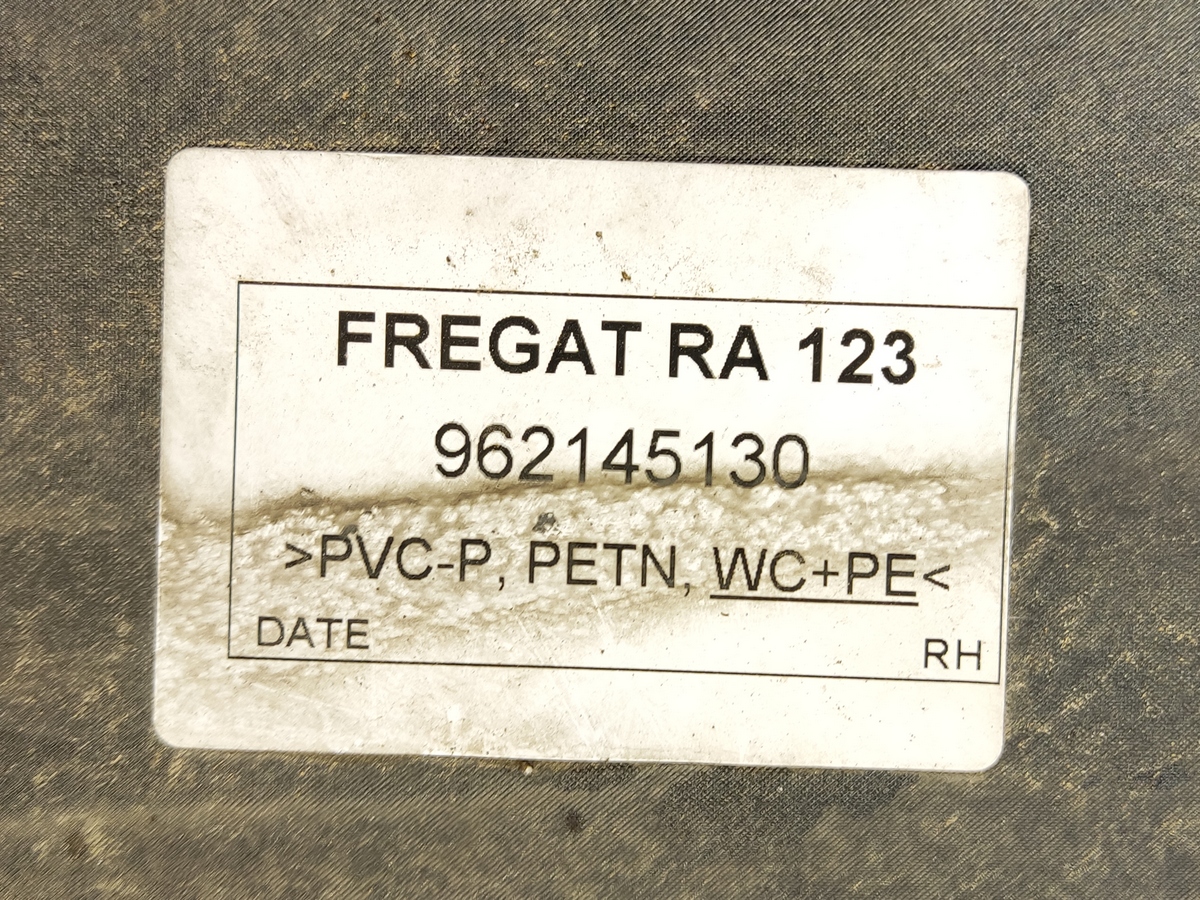 FREGAT RA 123
962145130
>PVC-P, PETN, WC+PE<
DATE
RH